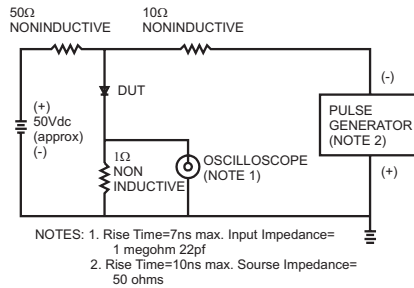 50Ω
NONINDUCTIVE
10Ω
NONINDUCTIVE
DUT
(+)
50Vdc
(approx)
(-)
1Ω
NON
INDUCTIVE
OSCILLOSCOPE
(NOTE 1)
(-)
PULSE
GENERATOR
(NOTE 2)
(+)
NOTES: 1. Rise Time=7ns max. Input Impedance=
1 megohm 22pf
2. Rise Time=10ns max. Sourse Impedance=
50 ohms